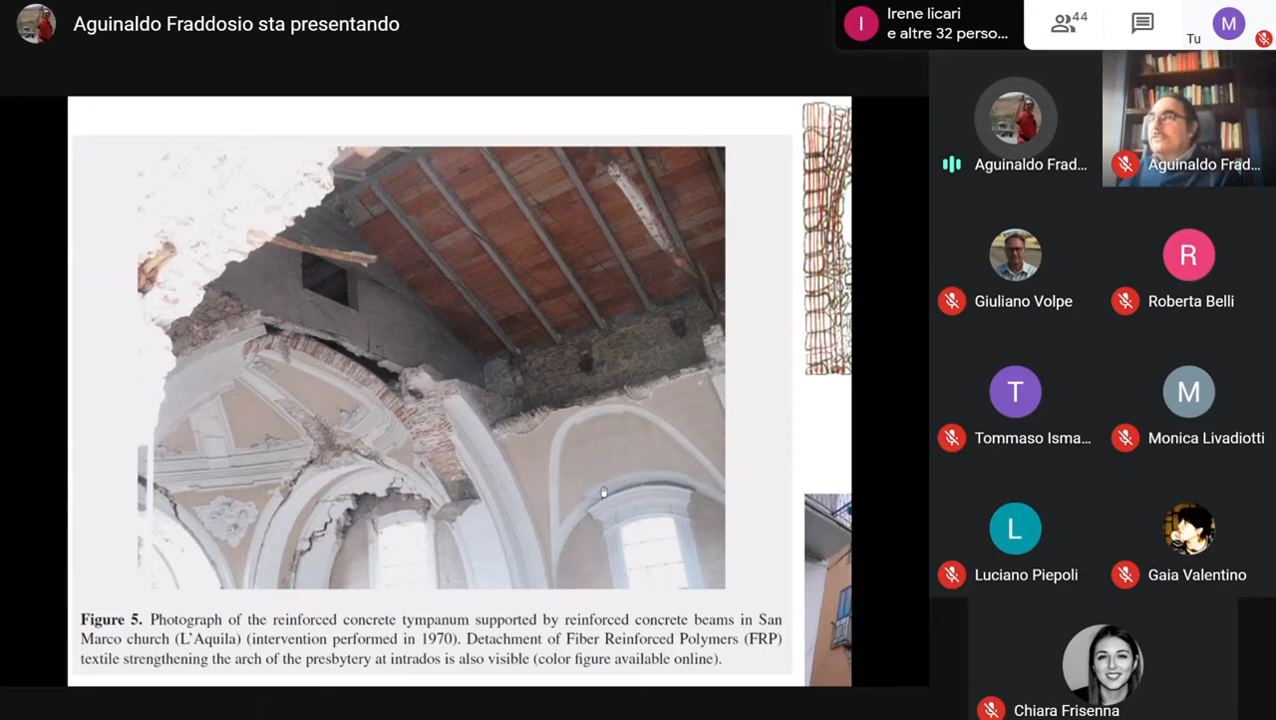 Aguinaldo Fraddosio sta presentando
I
Irene licari
e altre 32 perso...
44
Tu
M
Aguinaldo Frad...
Aguinaldo Frad...
Giuliano Volpe
R
Roberta Belli
T
Tommaso Isma...
M
Monica Livadiotti
L
Luciano Piepoli
Gaia Valentino
Chiara Frisenna
Figure 5. Photograph of the reinforced concrete tympanum supported by reinforced concrete beams in San
Marco church (L'Aquila) (intervention performed in 1970). Detachment of Fiber Reinforced Polymers (FRP)
textile strengthening the arch of the presbytery at intrados is also visible (color figure available online).